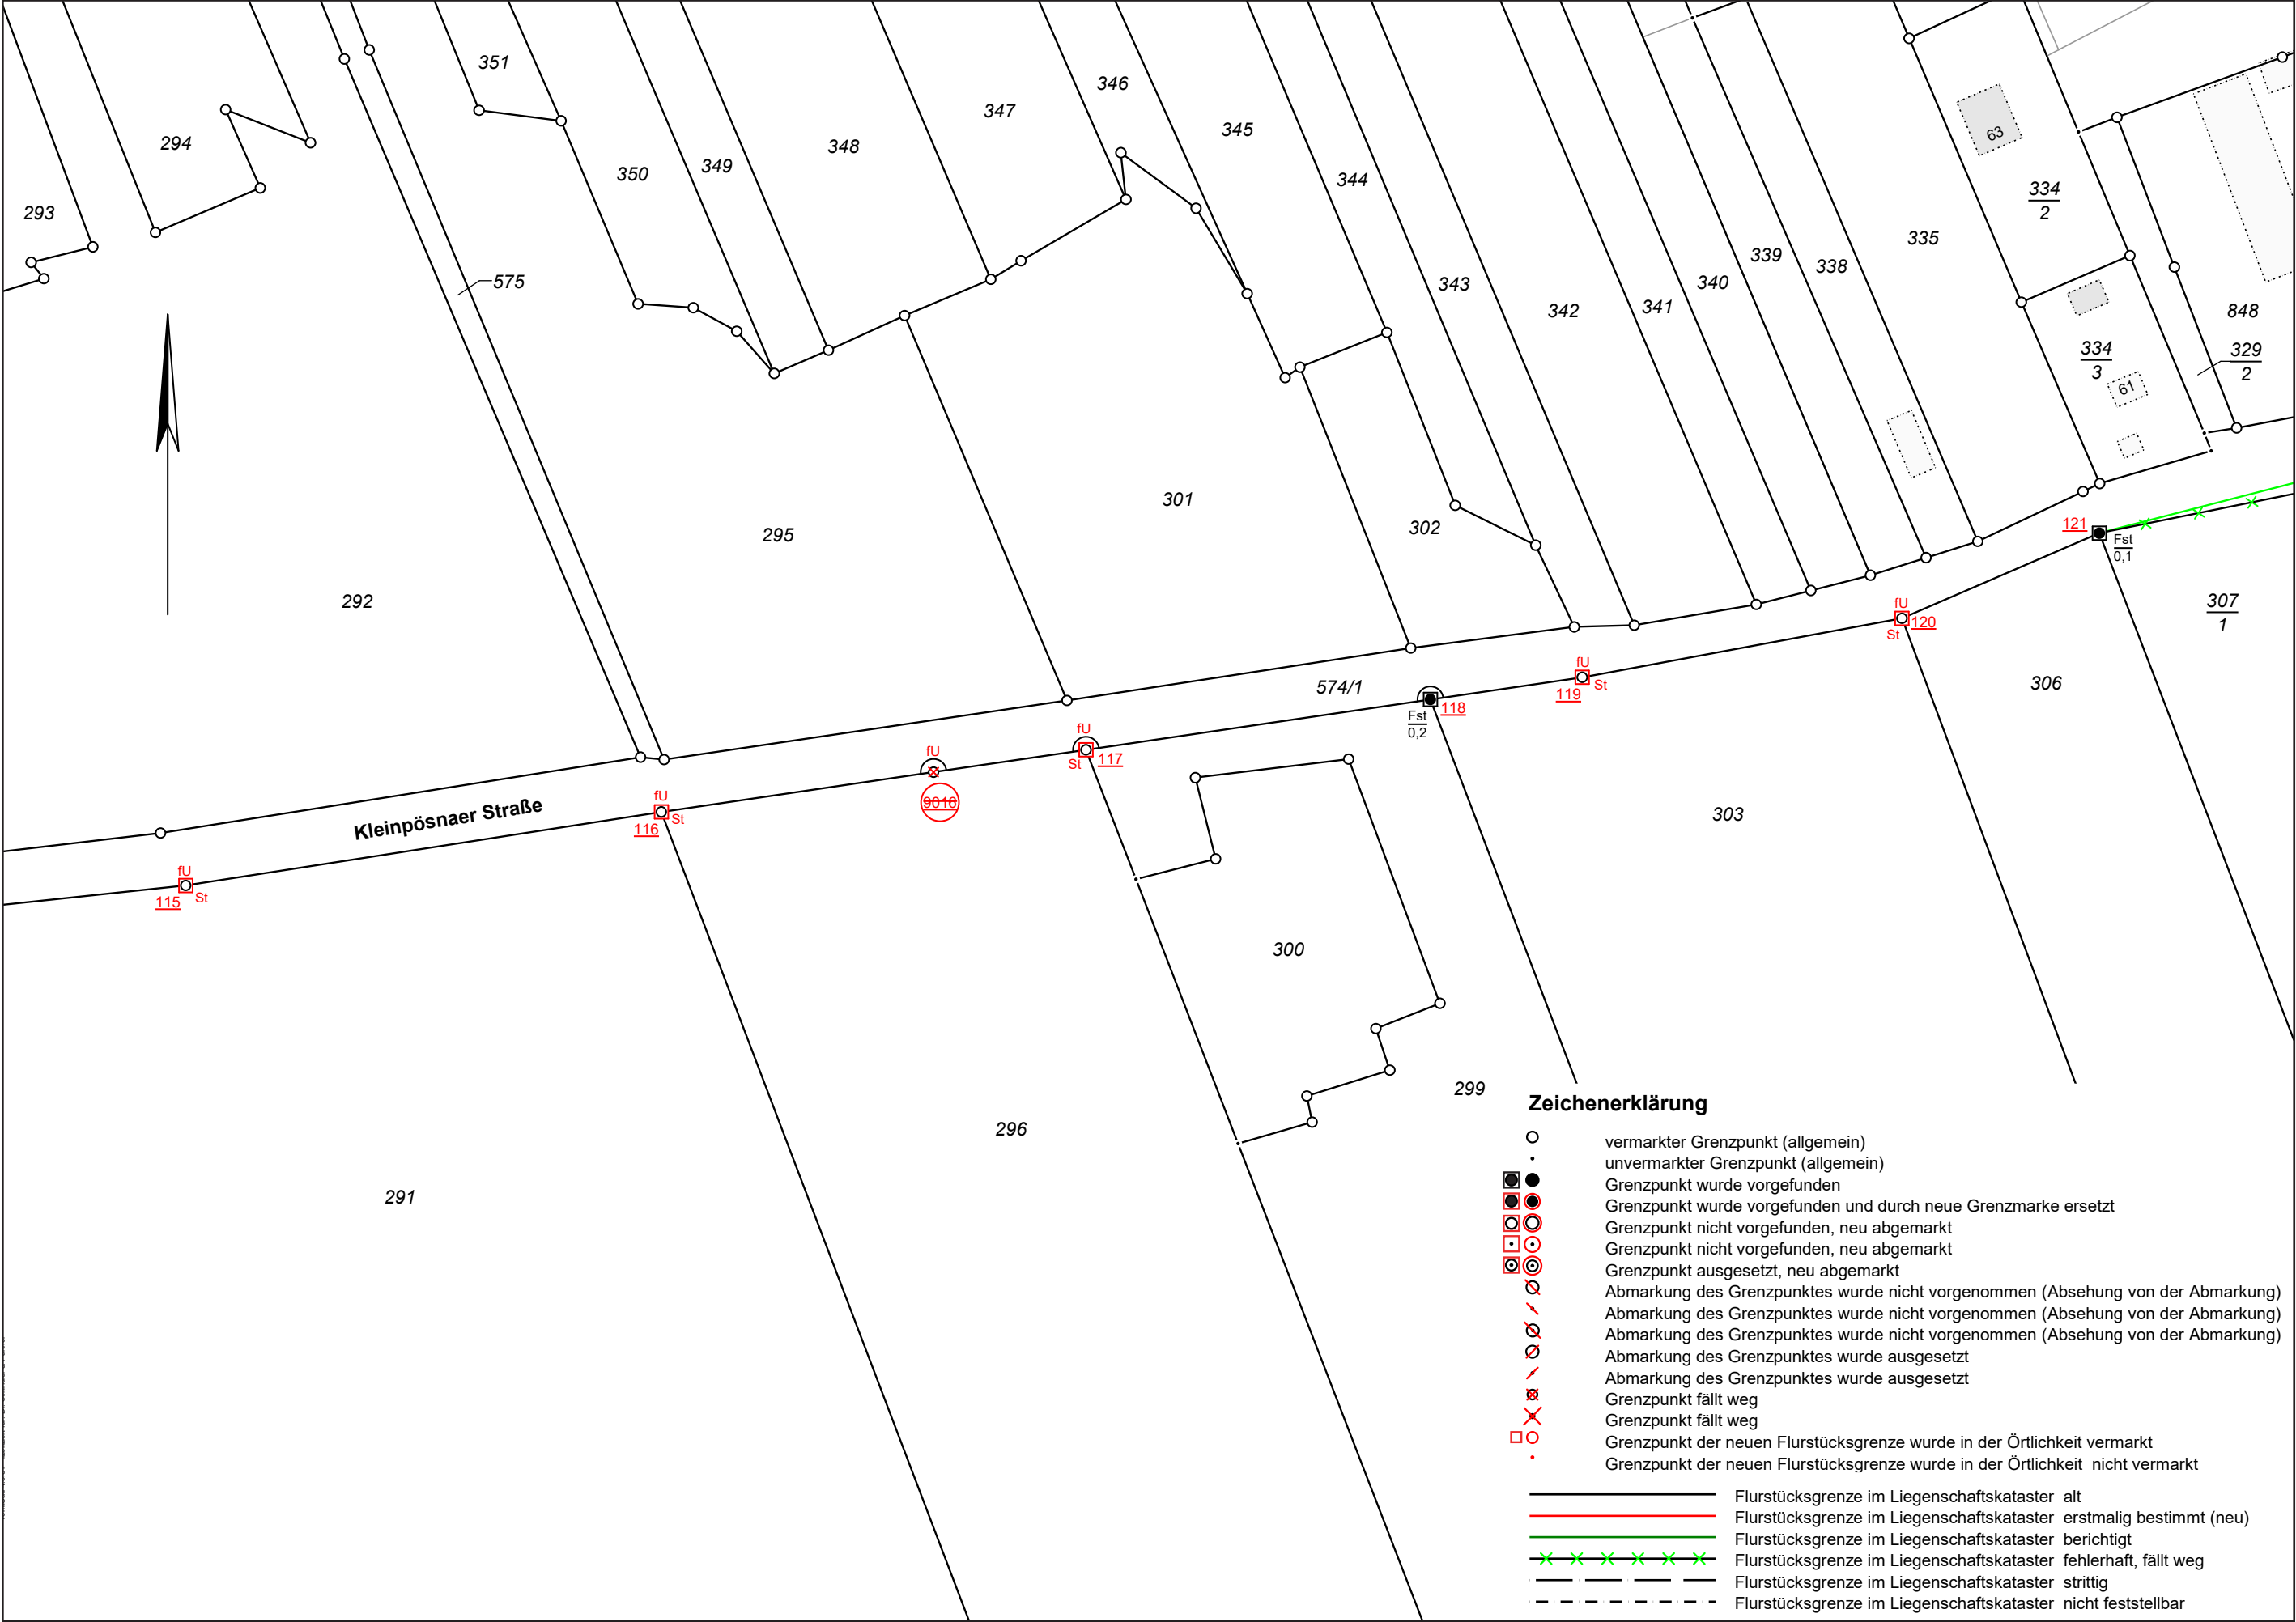 351
346
347
345
294
348
349
350
344
63
334
2
293
335
339
338
575
343
340
342
341
848
334
3
329
2
61
301
295
302
121
Fst
0,1
292
307
1
fU
120
St
fU
119
St
306
574/1
118
Fst
0,2
fU
117
St
fU
9016
fU
116
St
Kleinpösnaer Straße
303
fU
115
St
300
299
296
291
Zeichenerklärung
vermarkter Grenzpunkt (allgemein)
unvermarkter Grenzpunkt (allgemein)
Grenzpunkt wurde vorgefunden
Grenzpunkt wurde vorgefunden und durch neue Grenzmarke ersetzt
Grenzpunkt nicht vorgefunden, neu abgemarkt
Grenzpunkt nicht vorgefunden, neu abgemarkt
Grenzpunkt ausgesetzt, neu abgemarkt
Abmarkung des Grenzpunktes wurde nicht vorgenommen (Absehung von der Abmarkung)
Abmarkung des Grenzpunktes wurde nicht vorgenommen (Absehung von der Abmarkung)
Abmarkung des Grenzpunktes wurde nicht vorgenommen (Absehung von der Abmarkung)
Abmarkung des Grenzpunktes wurde ausgesetzt
Abmarkung des Grenzpunktes wurde ausgesetzt
Grenzpunkt fällt weg
Grenzpunkt fällt weg
Grenzpunkt der neuen Flurstücksgrenze wurde in der Örtlichkeit vermarkt
Grenzpunkt der neuen Flurstücksgrenze wurde in der Örtlichkeit nicht vermarkt
Flurstücksgrenze im Liegenschaftskataster alt
Flurstücksgrenze im Liegenschaftskataster erstmalig bestimmt (neu)
Flurstücksgrenze im Liegenschaftskataster berichtigt
Flurstücksgrenze im Liegenschaftskataster fehlerhaft, fällt weg
Flurstücksgrenze im Liegenschaftskataster strittig
Flurstücksgrenze im Liegenschaftskataster nicht feststellbar